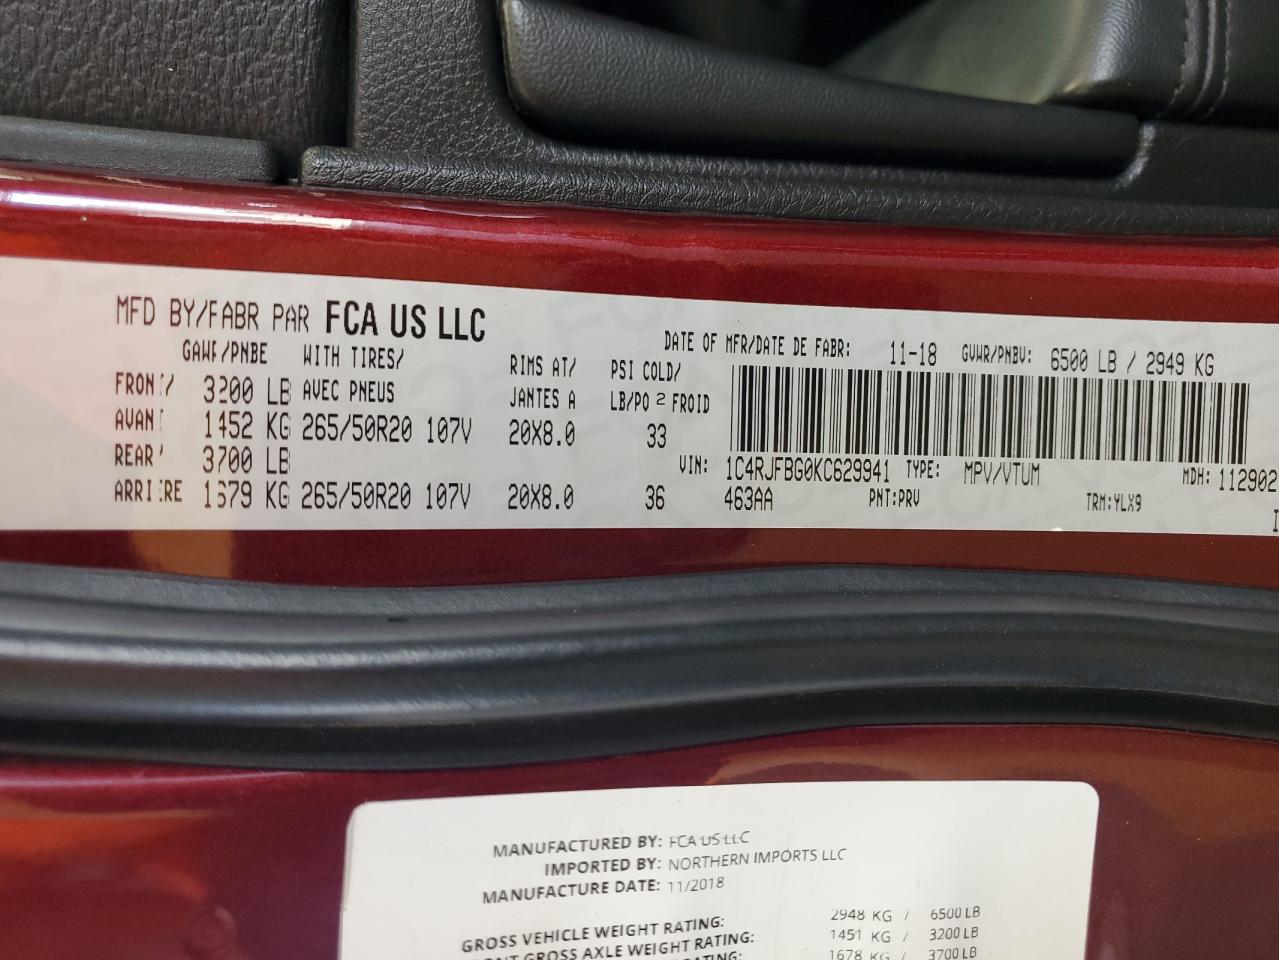 MFD BY/FABR PAR FCA US LLC
DATE OF MFR/DATE DE FABR: 11-18 GVWR/PNBV: 6500 LB / 2949 KG
GAWR/PNBE WITH TIRES/ RIMS AT/ PSI COLD/
FRONT/ 3200 LB AVEC PNEUS JANTES A LB/PO 2 FROID
AVANT 1452 KG 265/50R20 107V 20X8.0 33
REAR/ 3700 LB
VIN: 1C4RJFBG0KC629941 TYPE: MPV/VTUM MDH: 112902
ARRIERE 1679 KG 265/50R20 107V 20X8.0 36 463AA PNT:PRV TRM:YLX9
MANUFACTURED BY: FCA US LLC
IMPORTED BY: NORTHERN IMPORTS LLC
MANUFACTURE DATE: 11/2018
GROSS VEHICLE WEIGHT RATING: 2948 KG / 6500 LB
GROSS AXLE WEIGHT RATING: 1451 KG / 3200 LB
1678 KG / 3700 LB